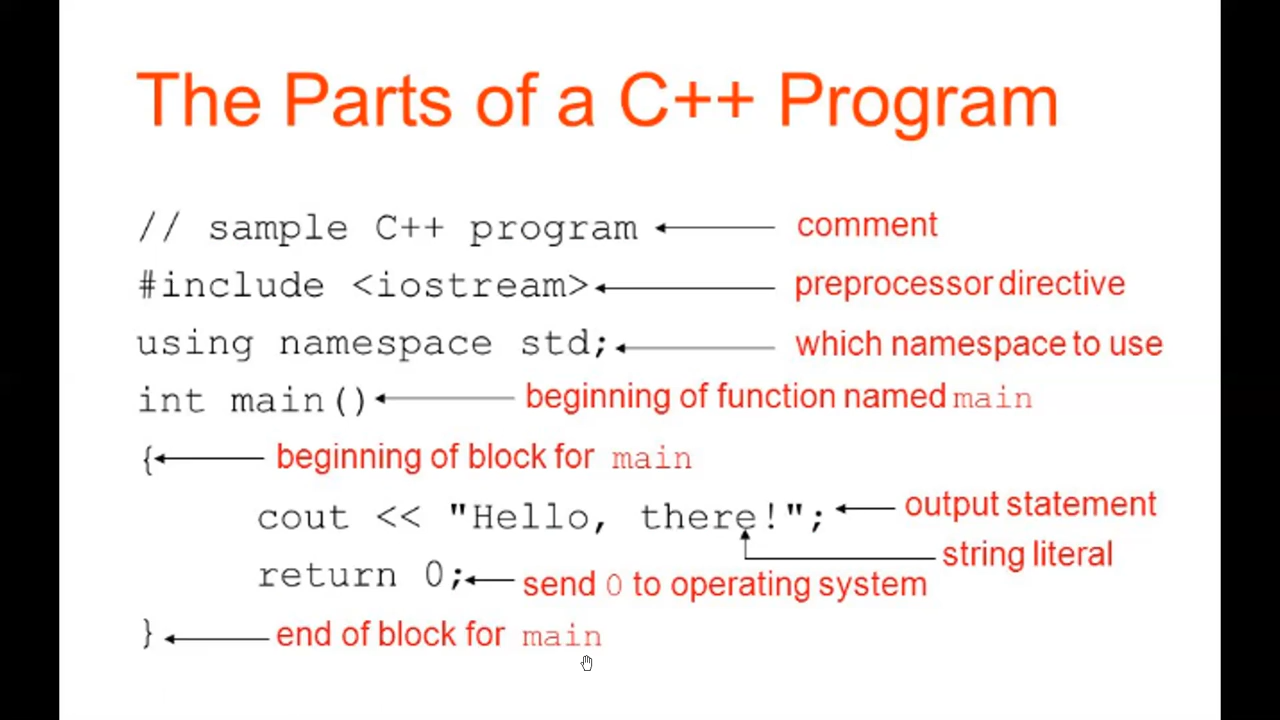 The Parts of a C++ Program
// sample C++ program comment
#include <iostream> preprocessor directive
using namespace std; which namespace to use
int main() beginning of function named main
{ beginning of block for main
cout << "Hello, there!"; output statement
string literal
return 0; send 0 to operating system
} end of block for main